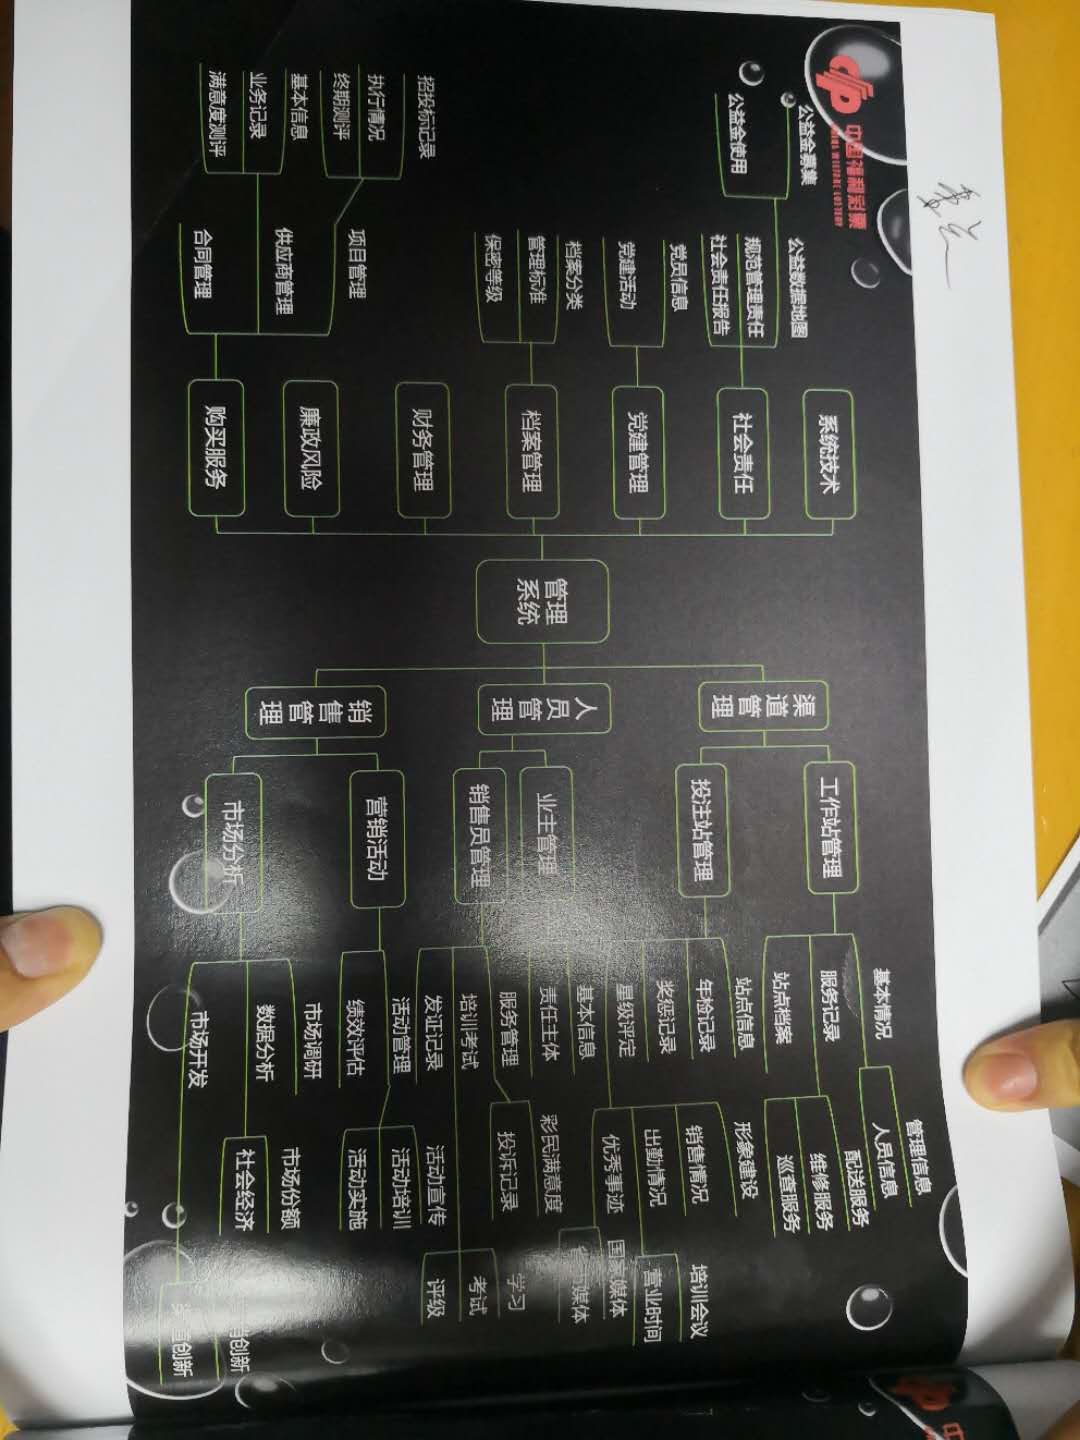 重点
中国福利彩票
CHINA WELFARE LOTTERY
公益金募集
公益金使用
公益数据地图
规范管理责任
社会责任报告
党员信息
党建活动
档案分类
管理标准
保密等级
招投标记录
执行情况
终期测评
基本信息
业务记录
满意度测评
项目管理
供应商管理
合同管理
系统技术
社会责任
党建管理
档案管理
财务管理
廉政风险
购买服务
管理
系统
渠道管理
人员管理
销售管理
工作站管理
投注站管理
业主管理
销售员管理
营销活动
市场分析
基本情况
服务记录
站点档案
管理信息
人员信息
配送服务
维修服务
巡查服务
站点信息
年检记录
奖惩记录
星级评定
形象建设
销售情况
出勤情况
优秀事迹
培训会议
营业时间
国家媒体
媒体
基本信息
责任主体
服务管理
培训考试
发证记录
彩民满意度
投诉记录
学习
考试
评级
活动管理
绩效评估
活动宣传
活动培训
活动实施
市场调研
数据分析
市场开发
市场份额
社会经济
创新
渠道创新